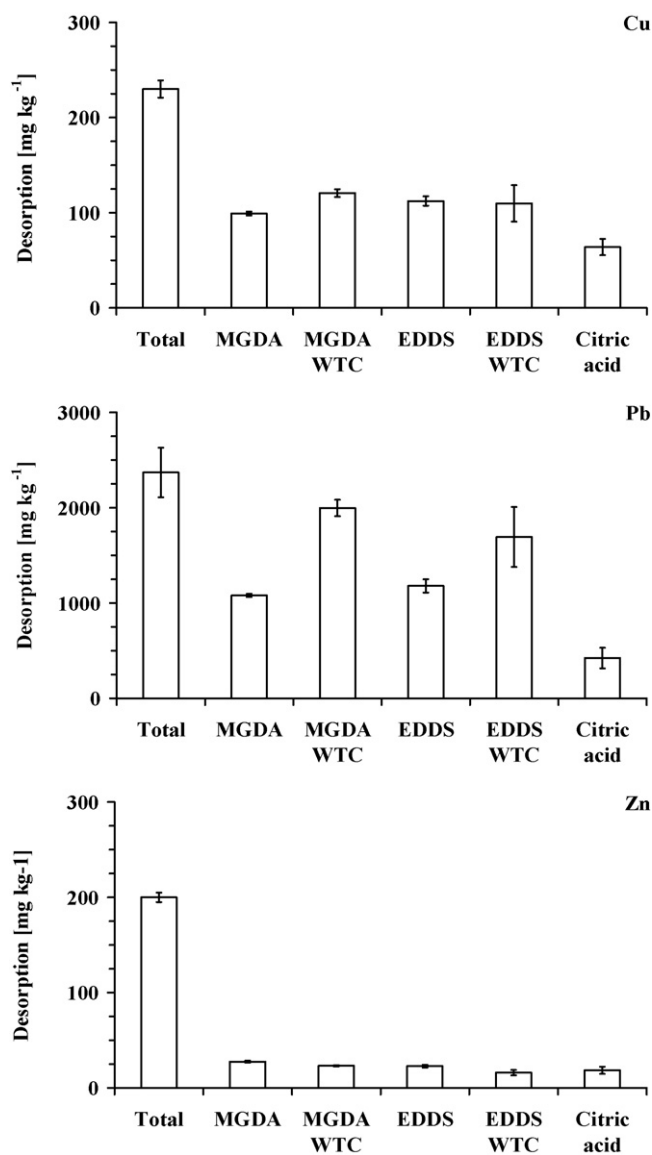 Cu
Desorption [mg kg-1]
300
200
100
0
Total MGDA MGDA WTC EDDS EDDS WTC Citric acid
Pb
Desorption [mg kg-1]
3000
2000
1000
0
Total MGDA MGDA WTC EDDS EDDS WTC Citric acid
Zn
Desorption [mg kg-1]
300
200
100
0
Total MGDA MGDA WTC EDDS EDDS WTC Citric acid